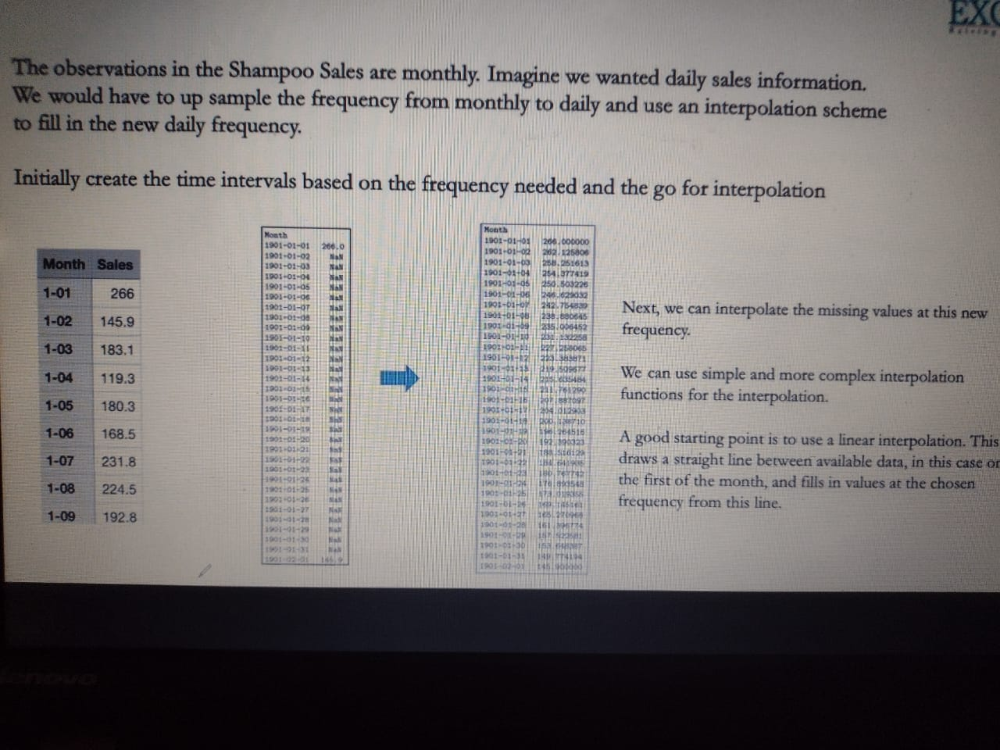 EXC
The observations in the Shampoo Sales are monthly. Imagine we wanted daily sales information.
We would have to up sample the frequency from monthly to daily and use an interpolation scheme
to fill in the new daily frequency.
Initially create the time intervals based on the frequency needed and the go for interpolation
Month Sales
1-01 266
1-02 145.9
1-03 183.1
1-04 119.3
1-05 180.3
1-06 168.5
1-07 231.8
1-08 224.5
1-09 192.8
Month
1901-01-01 266.0
1901-01-02 NaN
1901-01-03 NaN
1901-01-04 NaN
1901-01-05 NaN
1901-01-06 NaN
1901-01-07 NaN
1901-01-08 NaN
1901-01-09 NaN
1901-01-10 NaN
1901-01-11 NaN
1901-01-12 NaN
1901-01-13 NaN
1901-01-14 NaN
1901-01-15 NaN
1901-01-16 NaN
1901-01-17 NaN
1901-01-18 NaN
1901-01-19 NaN
1901-01-20 NaN
1901-01-21 NaN
1901-01-22 NaN
1901-01-23 NaN
1901-01-24 NaN
1901-01-25 NaN
1901-01-26 NaN
1901-01-27 NaN
1901-01-28 NaN
1901-01-29 NaN
1901-01-30 NaN
1901-01-31 NaN
1901-02-01 145.9
Month
1901-01-01 266.000000
1901-01-02 262.125806
1901-01-03 258.251613
1901-01-04 254.377419
1901-01-05 250.503226
1901-01-06 246.629032
1901-01-07 242.754839
1901-01-08 238.880645
1901-01-09 235.006452
1901-01-10 231.132258
1901-01-11 227.258065
1901-01-12 223.383871
1901-01-13 219.509677
1901-01-14 215.635484
1901-01-15 211.761290
1901-01-16 207.887097
1901-01-17 204.012903
1901-01-18 200.138710
1901-01-19 196.264516
1901-01-20 192.390323
1901-01-21 188.516129
1901-01-22 184.641935
1901-01-23 180.767742
1901-01-24 176.893548
1901-01-25 173.019355
1901-01-26 169.145161
1901-01-27 165.270968
1901-01-28 161.396774
1901-01-29 157.522581
1901-01-30 153.648387
1901-01-31 149.774194
1901-02-01 145.900000
Next, we can interpolate the missing values at this new
frequency.
We can use simple and more complex interpolation
functions for the interpolation.
A good starting point is to use a linear interpolation. This
draws a straight line between available data, in this case on
the first of the month, and fills in values at the chosen
frequency from this line.
lenovo